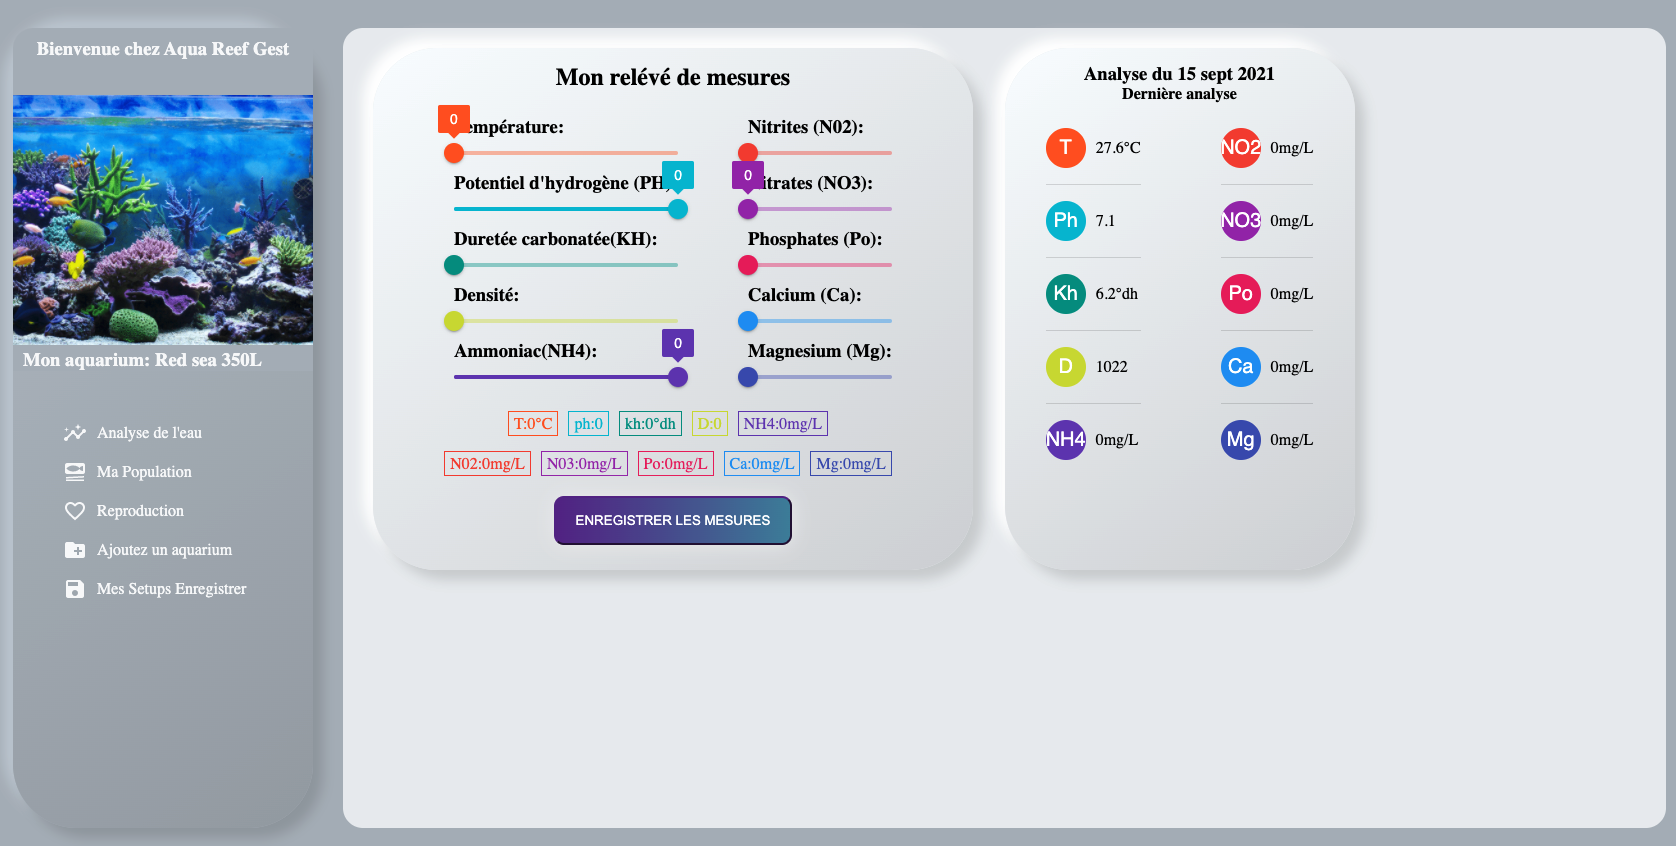 Bienvenue chez Aqua Reef Gest
Mon aquarium: Red sea 350L
Analyse de l'eau
Ma Population
Reproduction
Ajoutez un aquarium
Mes Setups Enregistrer
Mon relévé de mesures
0
empérature:
Potentiel d'hydrogène (PH
0
Duretée carbonatée(KH):
Densité:
Ammoniac(NH4):
0
Nitrites (N02):
0
itrates (NO3):
Phosphates (Po):
Calcium (Ca):
Magnesium (Mg):
T:0°C ph:0 kh:0°dh D:0 NH4:0mg/L
N02:0mg/L N03:0mg/L Po:0mg/L Ca:0mg/L Mg:0mg/L
ENREGISTRER LES MESURES
Analyse du 15 sept 2021
Dernière analyse
T 27.6°C
NO2 0mg/L
Ph 7.1
NO3 0mg/L
Kh 6.2°dh
Po 0mg/L
D 1022
Ca 0mg/L
NH4 0mg/L
Mg 0mg/L